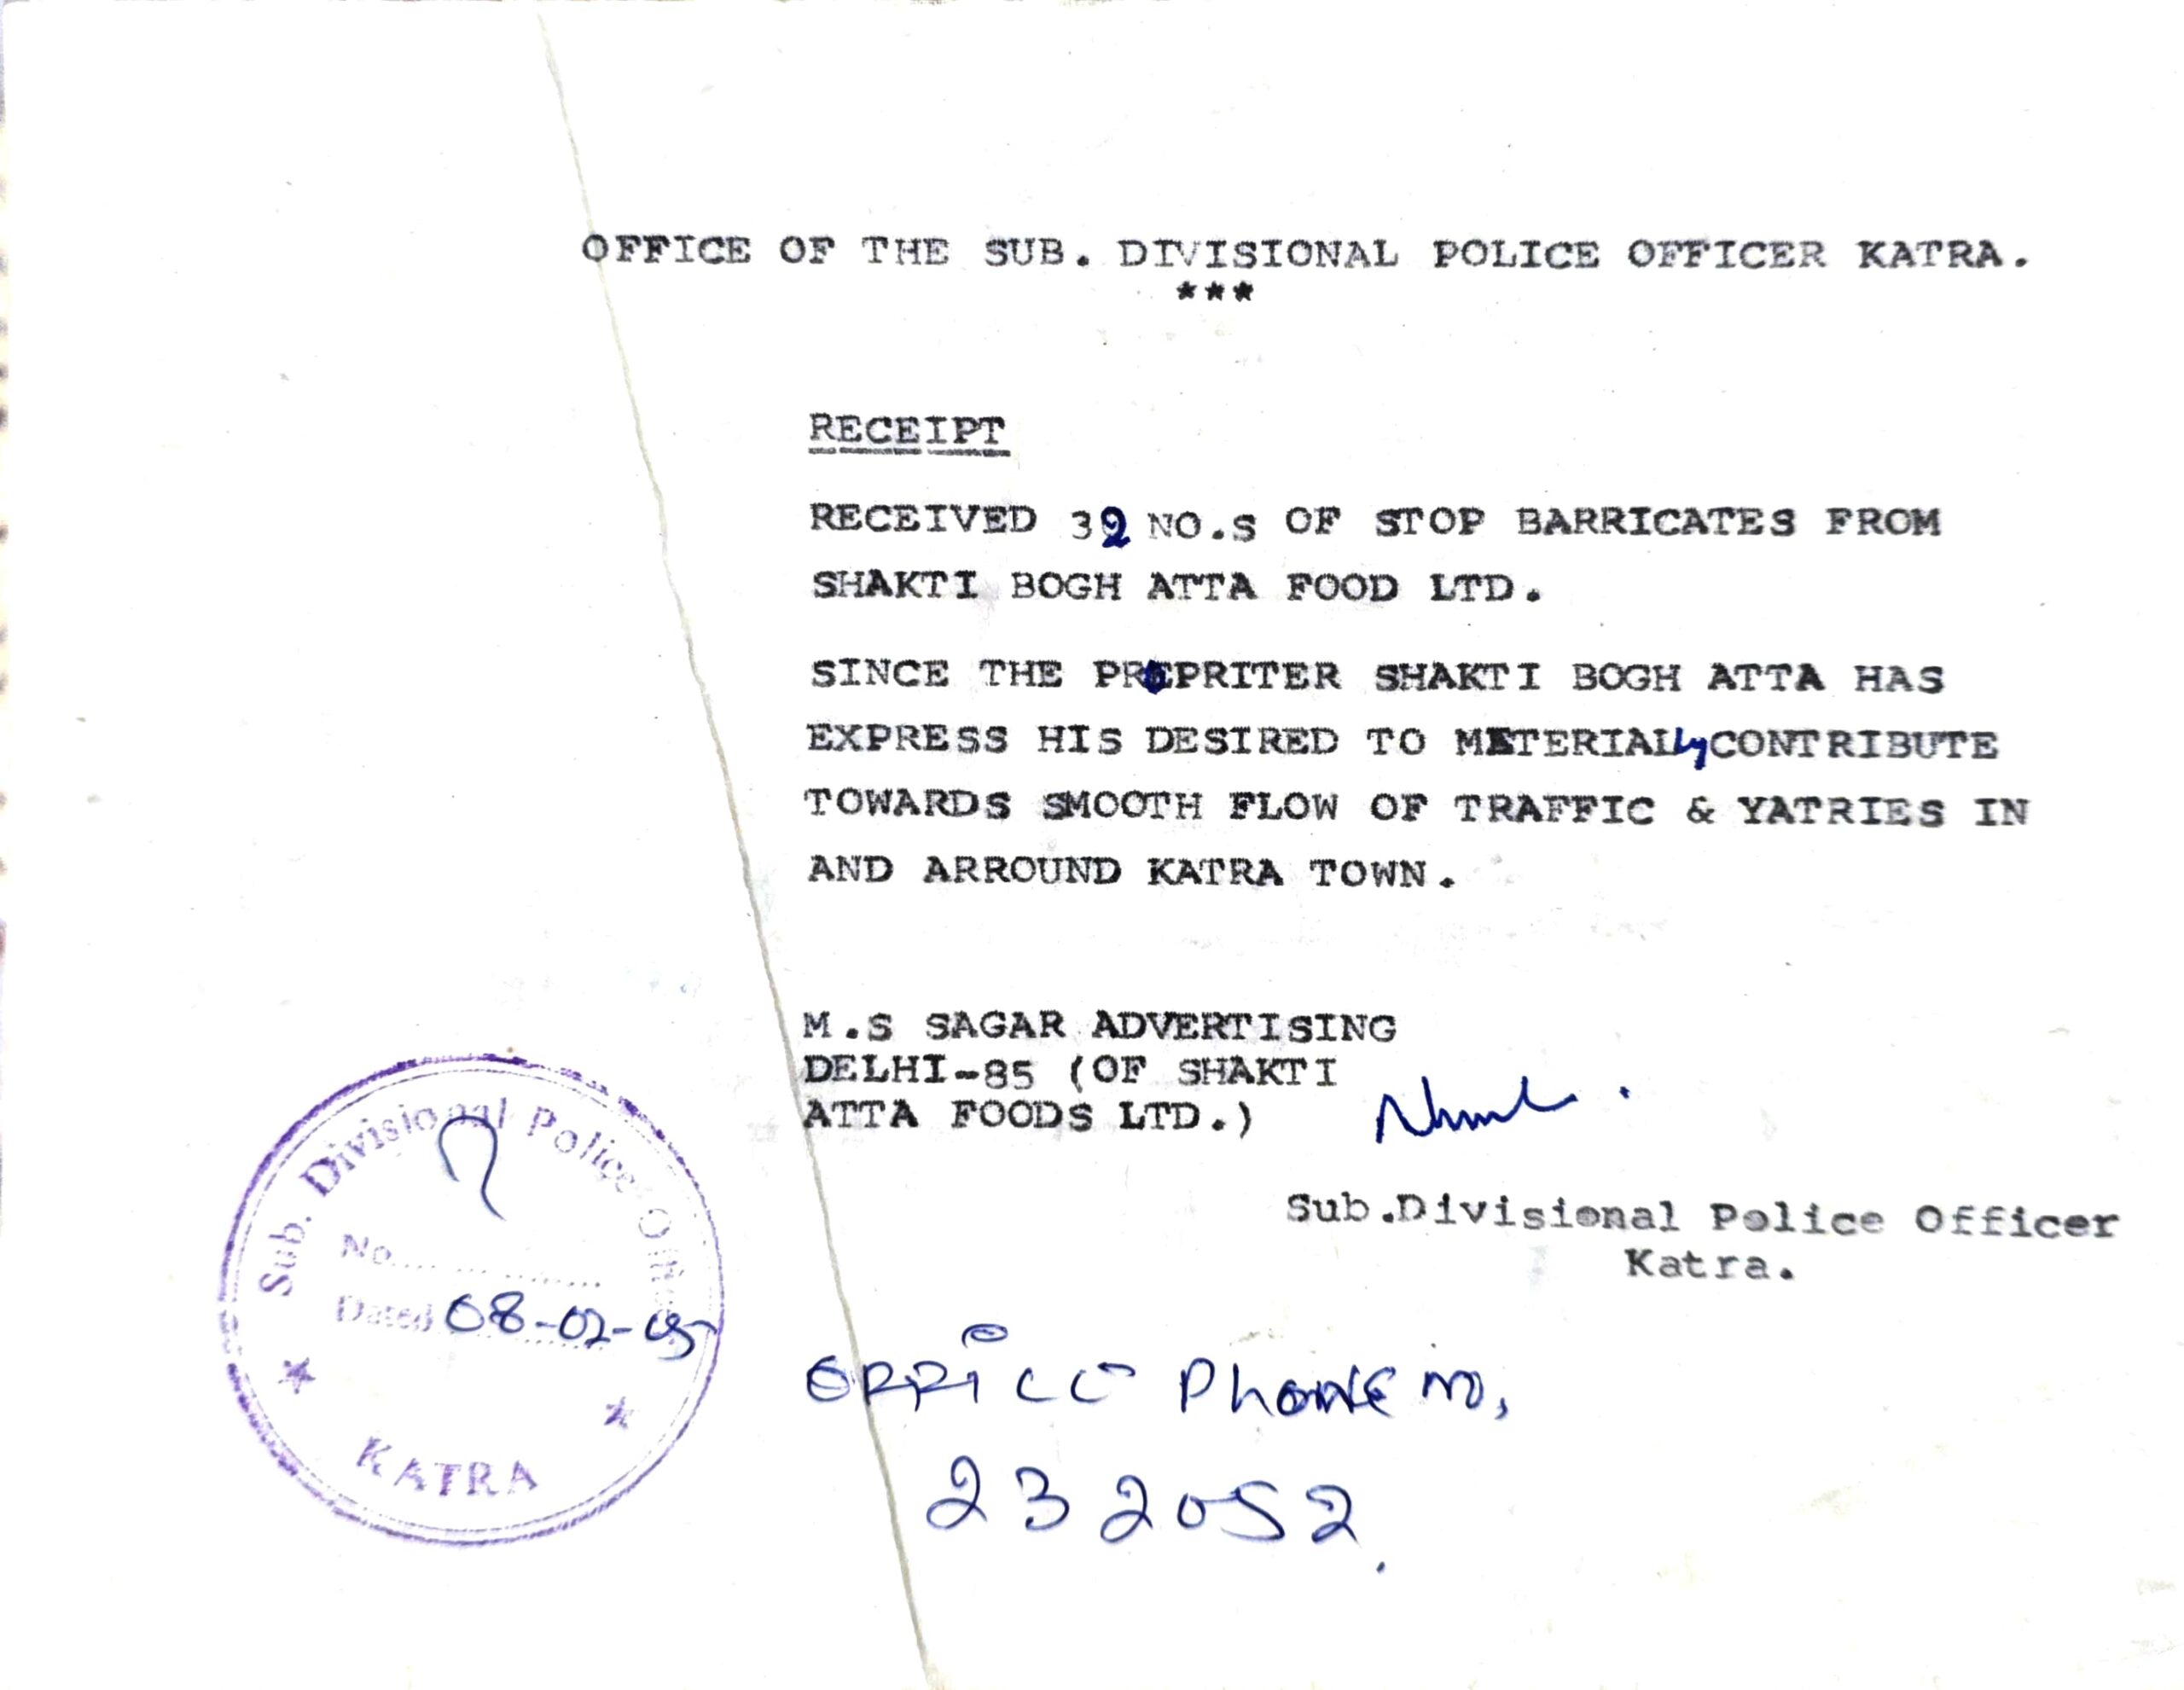 OFFICE OF THE SUB. DIVISIONAL POLICE OFFICER KATRA.
***
RECEIPT
RECEIVED 32 NO.S OF STOP BARRICATES FROM
SHAKTI BOGH ATTA FOOD LTD.
SINCE THE PROPRITER SHAKTI BOGH ATTA HAS
EXPRESS HIS DESIRED TO METERIALly CONTRIBUTE
TOWARDS SMOOTH FLOW OF TRAFFIC & YATRIES IN
AND ARROUND KATRA TOWN.
M.S SAGAR ADVERTISING
DELHI-85 (OF SHAKTI
ATTA FOODS LTD.)
Sub.Divisional Police Officer
Katra.
Sub. Divisional Police Officer
No..................
Dated 08-02-05
KATRA
OFFICE PHONE NO,
232052.